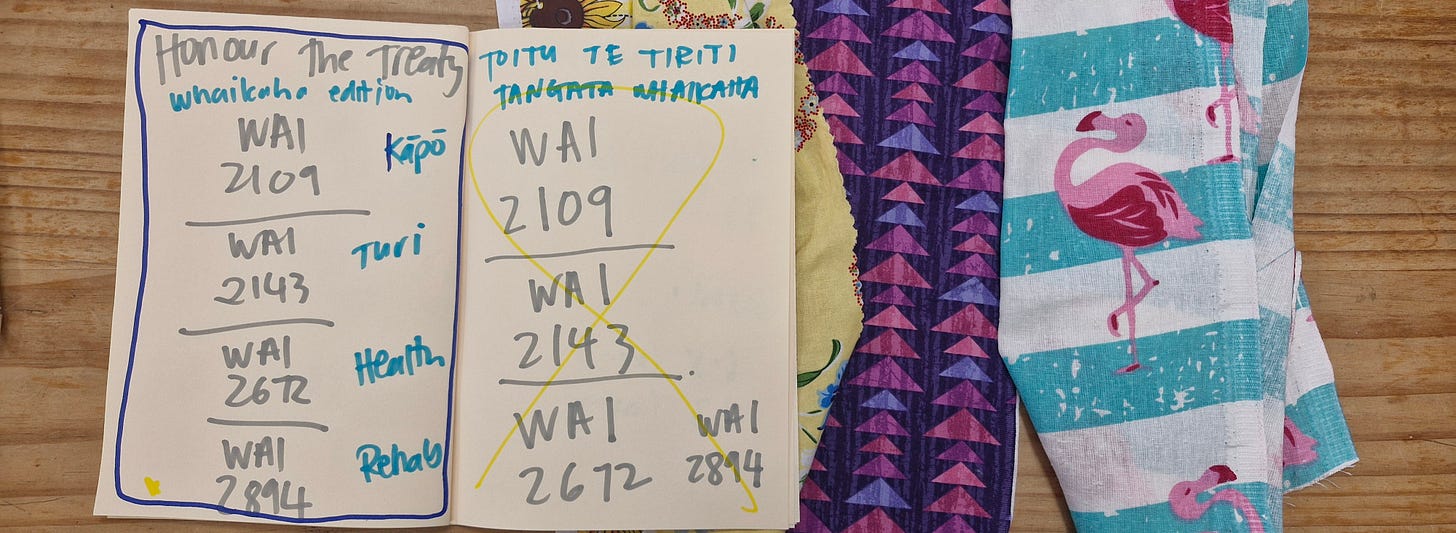 Honour The Treaty
whaikaha edition
WAI
2109
Kāpō
WAI
2143
Turi
WAI
2672
Health
WAI
2894
Rehab
TOITU TE TIRITI
TANGATA WHAIKAHA
WAI
2109
WAI
2143
WAI
2672
WAI
2894